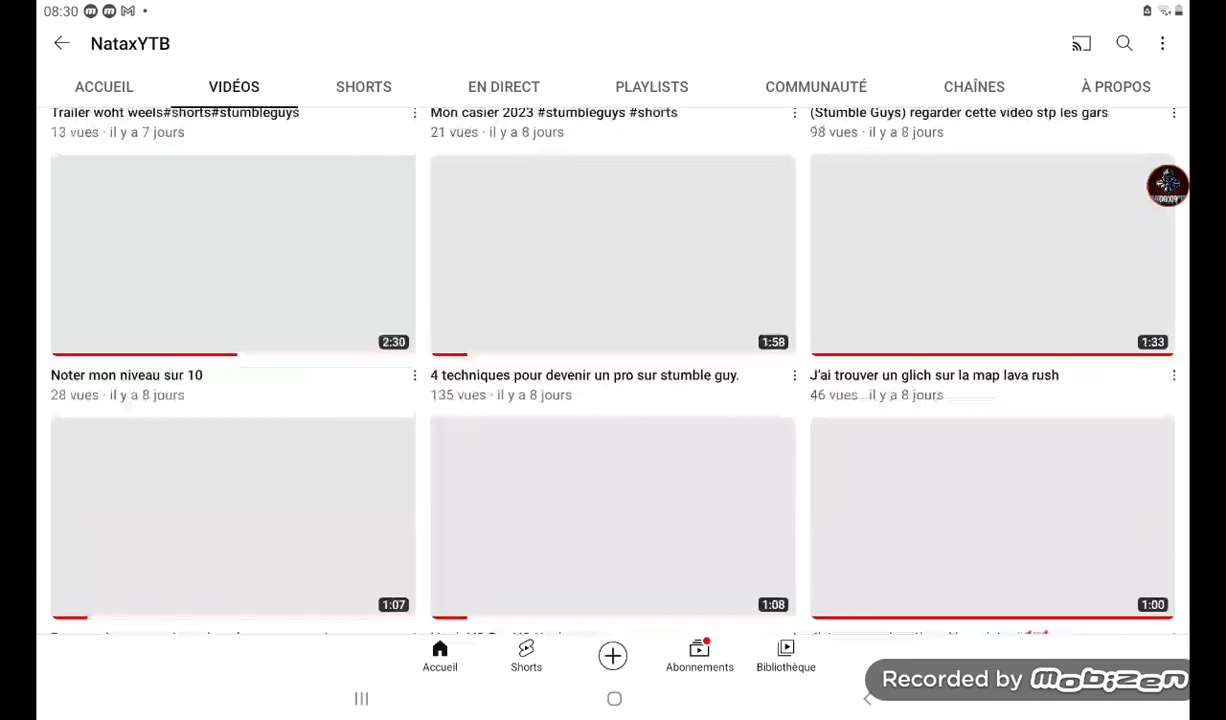 08:30
NataxYTB
ACCUEIL VIDÉOS SHORTS EN DIRECT PLAYLISTS COMMUNAUTÉ CHAÎNES À PROPOS
Trailer woht weels#shorts#stumbleguys Mon casier 2023 #stumbleguys #shorts (Stumble Guys) regarder cette vidéo stp les gars
13 vues · il y a 7 jours 21 vues · il y a 8 jours 98 vues · il y a 8 jours
00:09
2:30 1:58 1:33
Noter mon niveau sur 10 4 techniques pour devenir un pro sur stumble guy. J'ai trouver un glich sur la map lava rush
28 vues · il y a 8 jours 135 vues · il y a 8 jours 46 vues · il y a 8 jours
1:07 1:08 1:00
Accueil Shorts Abonnements Bibliothèque
Recorded by mobizen